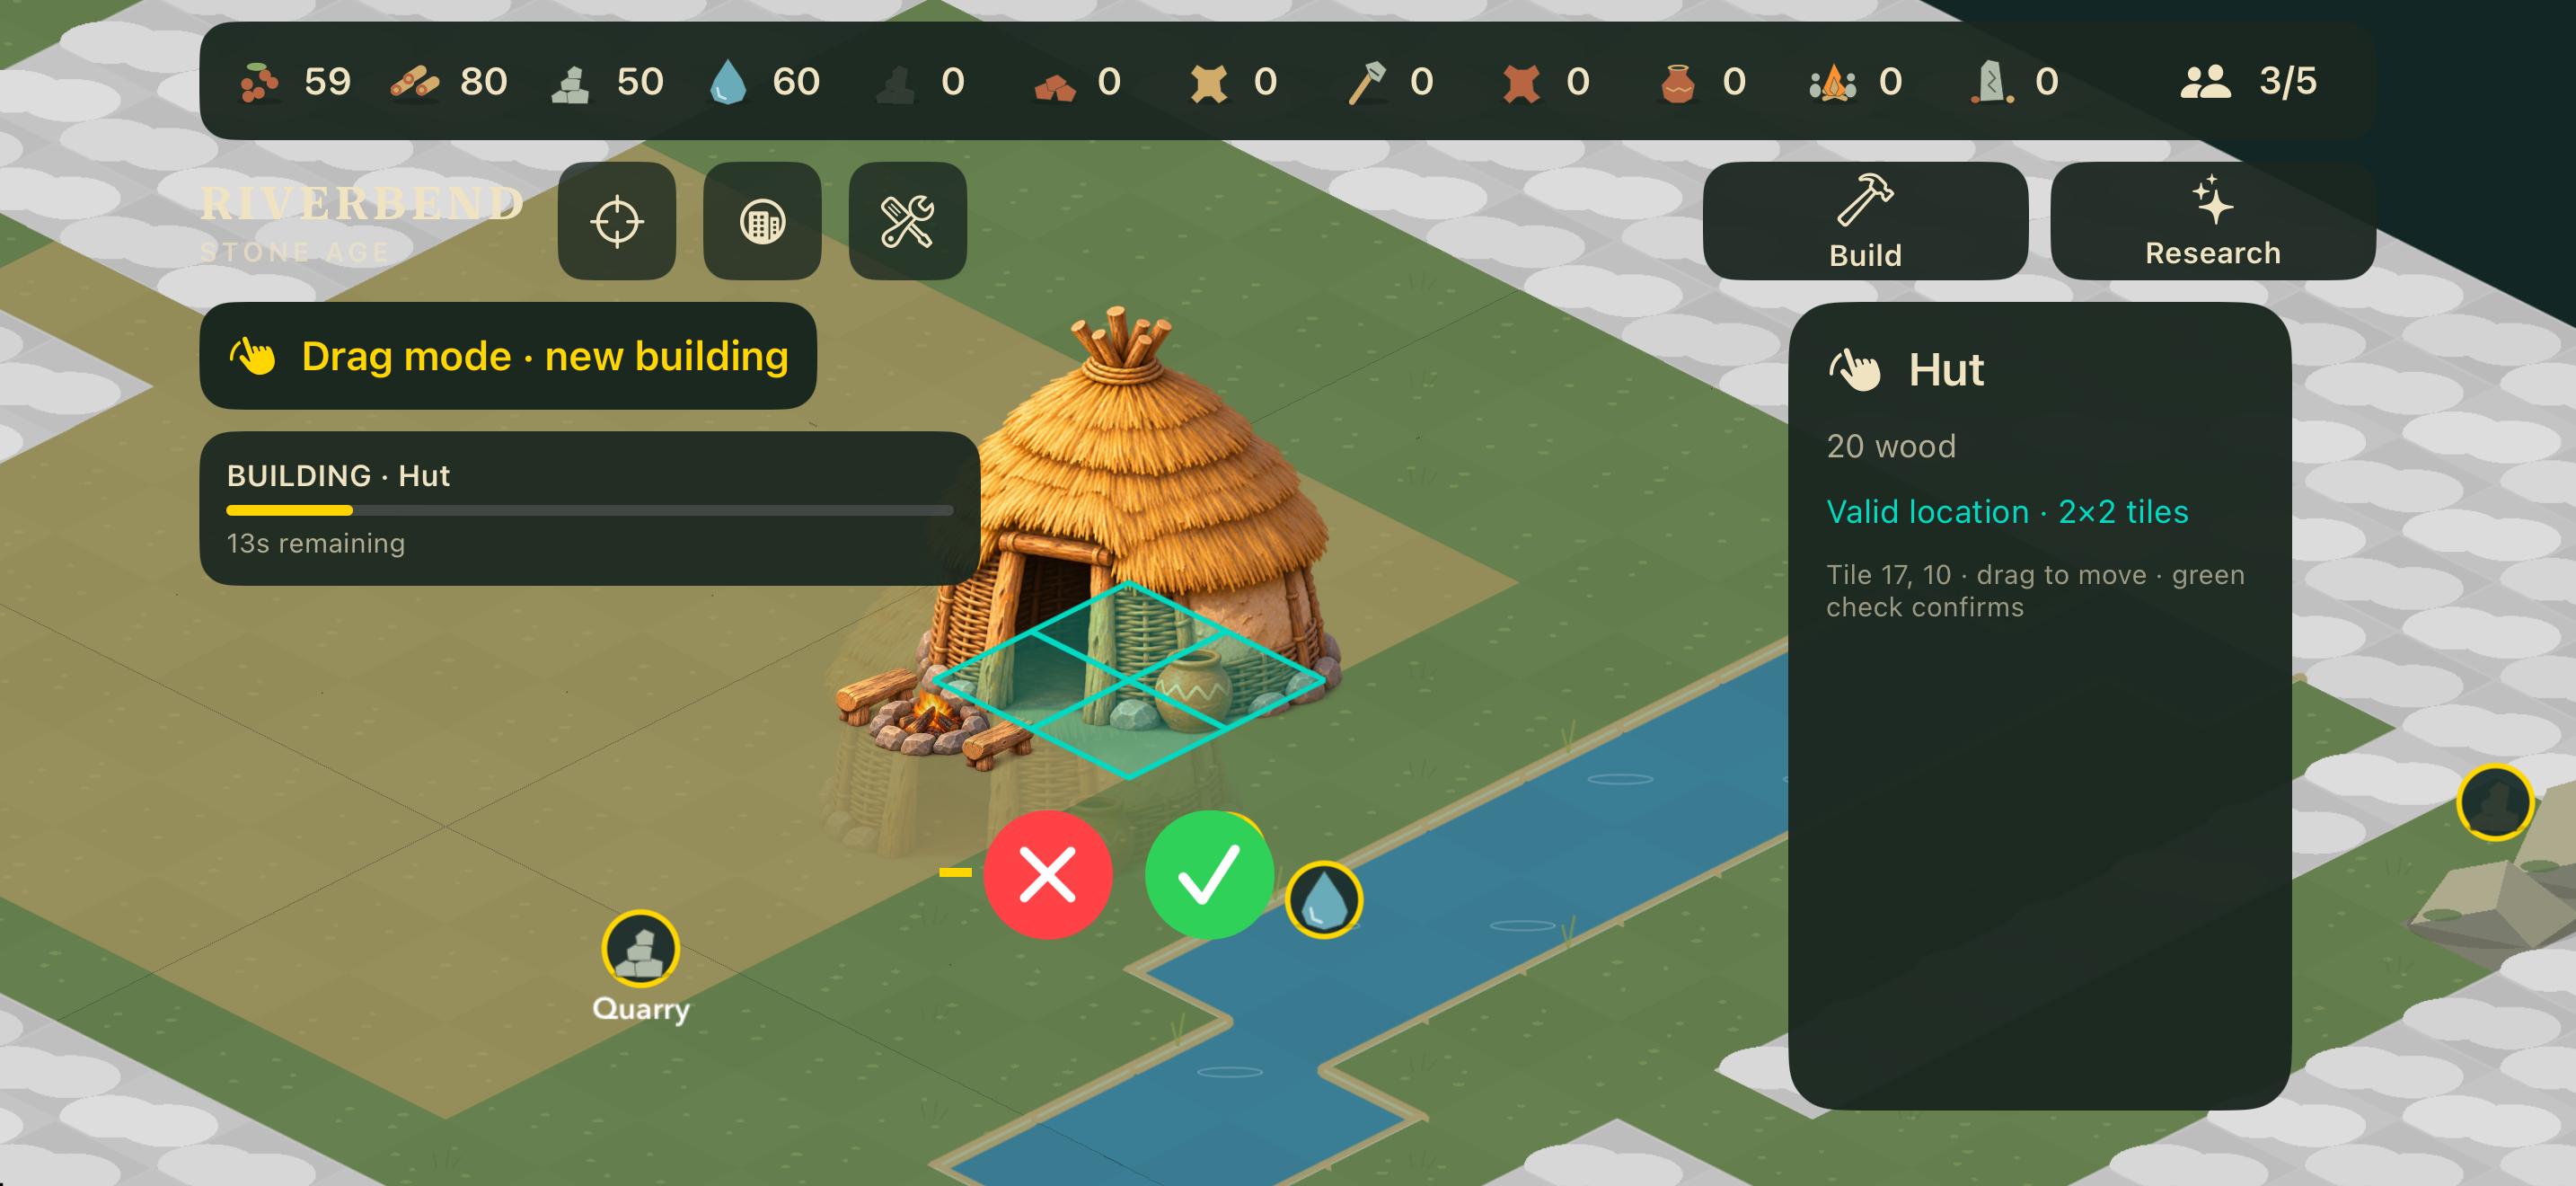 59 80 50 60 0 0 0 0 0 0 0 0 3/5
RIVERBEND
STONE AGE
Build
Research
Drag mode · new building
BUILDING · Hut
13s remaining
Hut
20 wood
Valid location · 2×2 tiles
Tile 17, 10 · drag to move · green
check confirms
Quarry